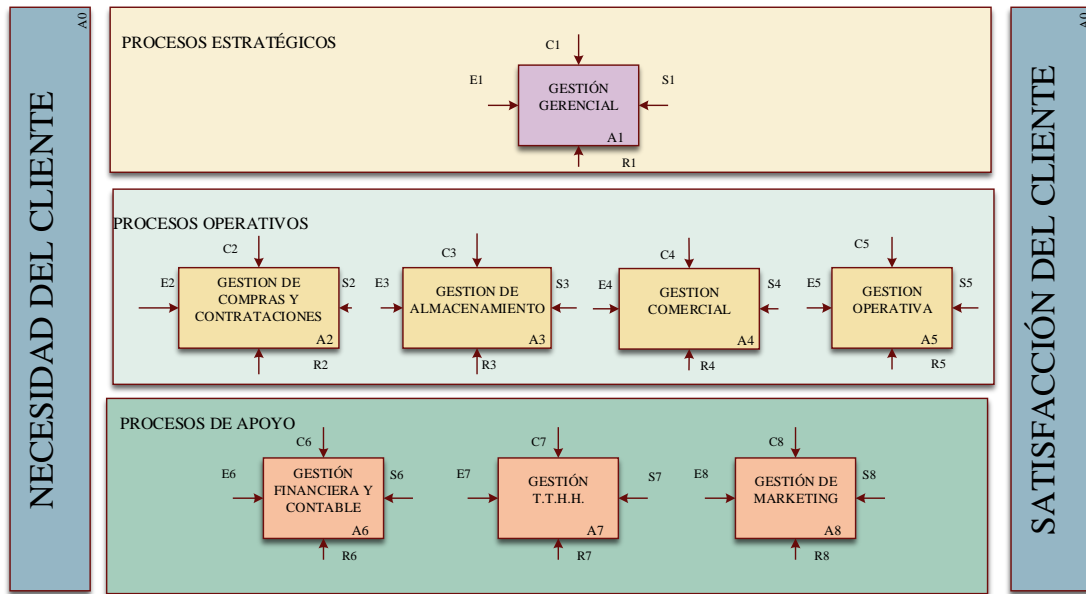 A0
NECESIDAD DEL CLIENTE
PROCESOS ESTRATÉGICOS
C1
E1
S1
GESTIÓN
GERENCIAL
A1
R1
PROCESOS OPERATIVOS
C2
E2
S2
GESTION DE
COMPRAS Y
CONTRATACIONES
A2
R2
C3
E3
S3
GESTION DE
ALMACENAMIENTO
A3
R3
C4
E4
S4
GESTION
COMERCIAL
A4
R4
C5
E5
S5
GESTION
OPERATIVA
A5
R5
PROCESOS DE APOYO
C6
E6
S6
GESTIÓN
FINANCIERA Y
CONTABLE
A6
R6
C7
E7
S7
GESTIÓN
T.T.H.H.
A7
R7
C8
E8
S8
GESTIÓN DE
MARKETING
A8
R8
A0
SATISFACCIÓN DEL CLIENTE